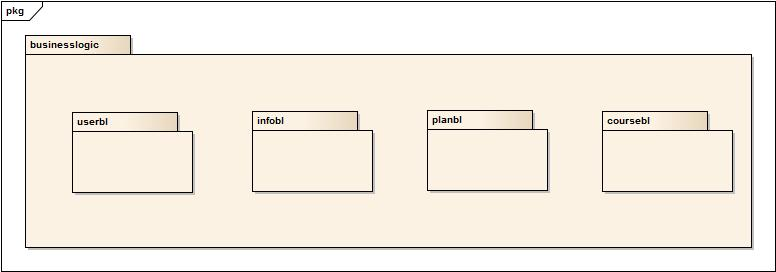 pkg
businesslogic
userbl
infobl
planbl
coursebl